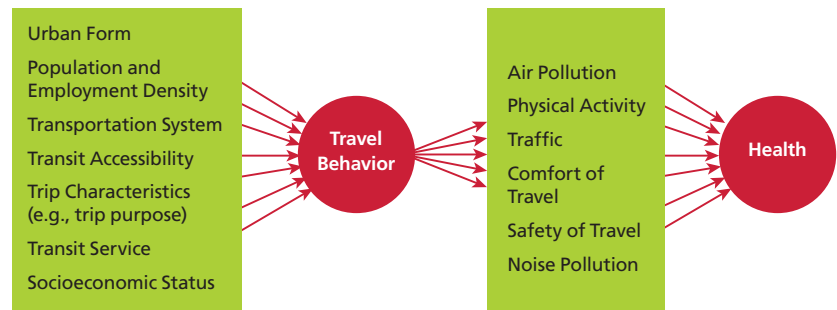 Urban Form
Population and
Employment Density
Transportation System
Transit Accessibility
Trip Characteristics
(e.g., trip purpose)
Transit Service
Socioeconomic Status
Travel
Behavior
Air Pollution
Physical Activity
Traffic
Comfort of
Travel
Safety of Travel
Noise Pollution
Health